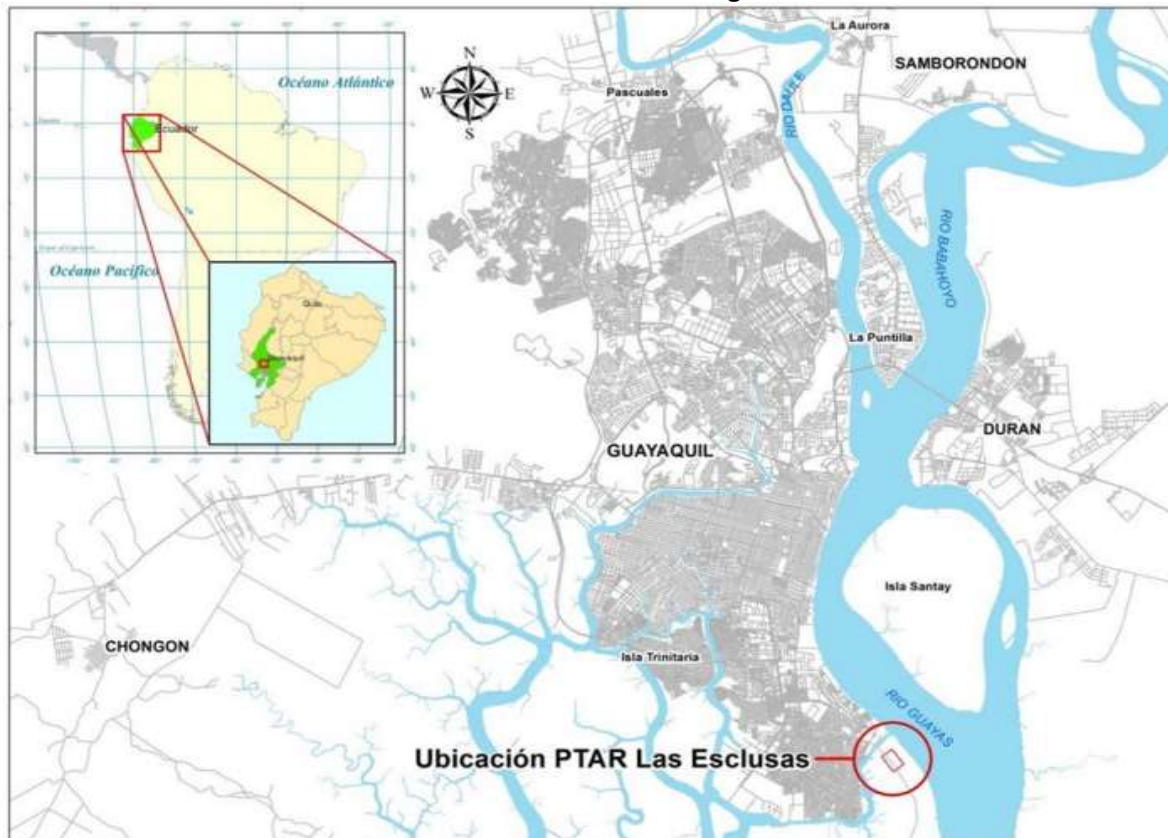 Océano Atlántico
Ecuador
Océano Pacífico
Quito
Guayaquil
N
W E
S
La Aurora
SAMBORONDON
Pascuales
RIO DAULE
RIO BABAHOYO
La Puntilla
GUAYAQUIL
DURAN
Isla Santay
CHONGON
Isla Trinitaria
RIO GUAYAS
Ubicación PTAR Las Esclusas